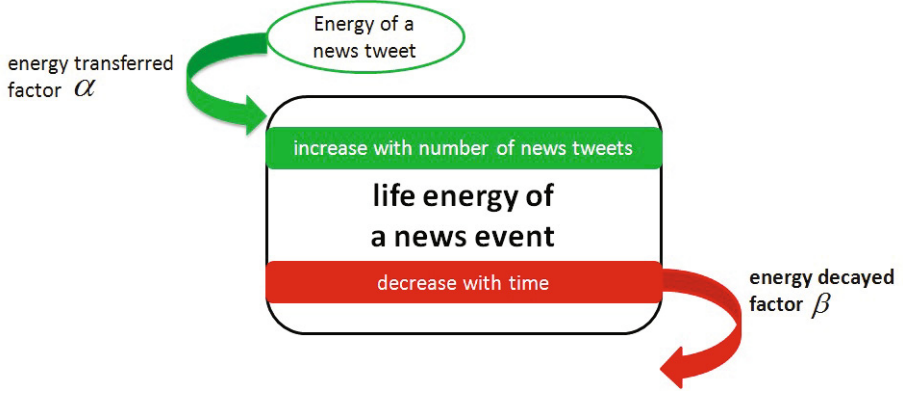 Energy of a
news tweet
energy transferred
factor α
increase with number of news tweets
life energy of
a news event
decrease with time
energy decayed
factor β